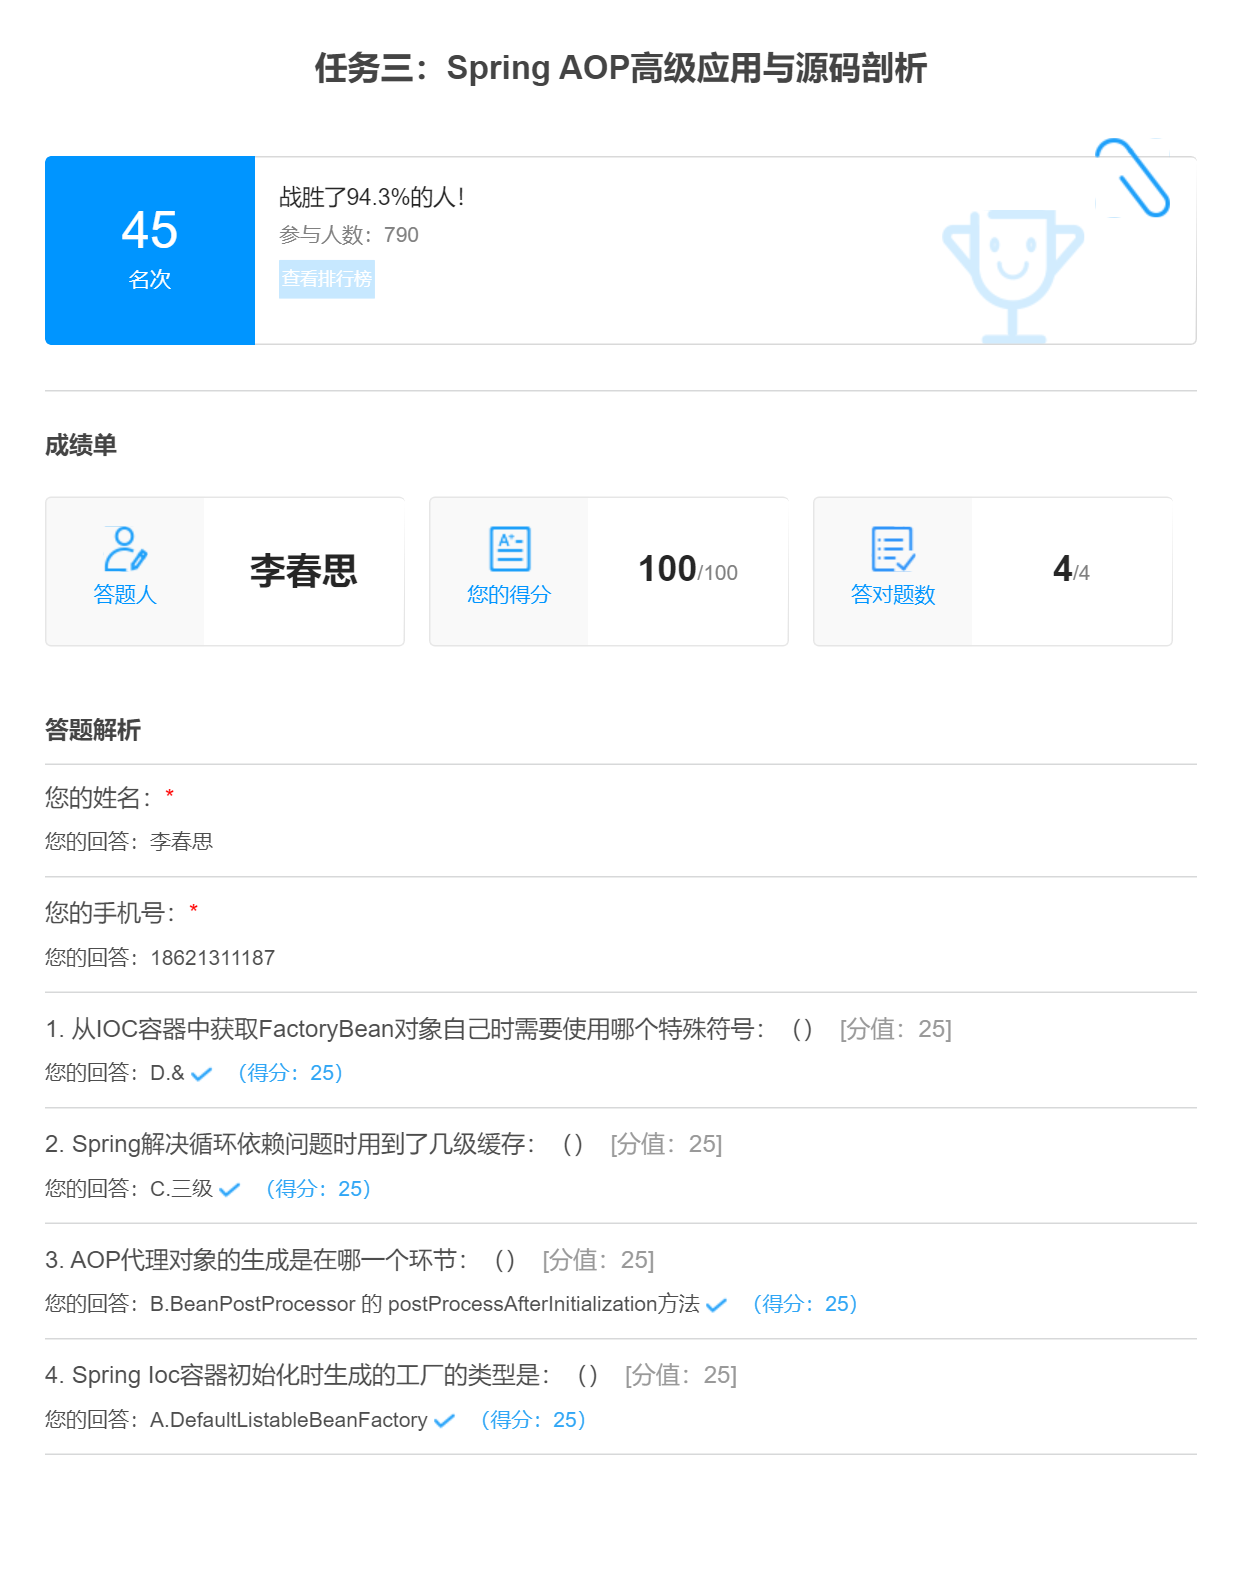 任务三：Spring AOP高级应用与源码剖析
45
名次
战胜了94.3%的人！
参与人数：790
查看排行榜
成绩单
答题人
李春思
A+
您的得分
100/100
答对题数
4/4
答题解析
您的姓名：*
您的回答：李春思
您的手机号：*
您的回答：18621311187
1. 从IOC容器中获取FactoryBean对象自己时需要使用哪个特殊符号：（） [分值：25]
您的回答：D.& （得分：25）
2. Spring解决循环依赖问题时用到了几级缓存：（） [分值：25]
您的回答：C.三级 （得分：25）
3. AOP代理对象的生成是在哪一个环节：（） [分值：25]
您的回答：B.BeanPostProcessor 的 postProcessAfterInitialization方法 （得分：25）
4. Spring Ioc容器初始化时生成的工厂的类型是：（） [分值：25]
您的回答：A.DefaultListableBeanFactory （得分：25）